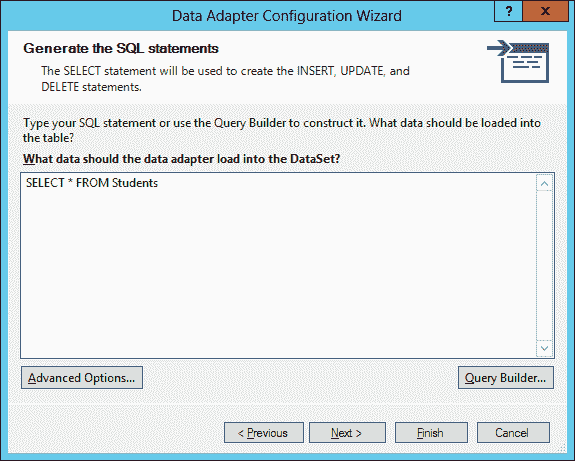 Data Adapter Configuration Wizard
? X
Generate the SQL statements
The SELECT statement will be used to create the INSERT, UPDATE, and
DELETE statements.
Type your SQL statement or use the Query Builder to construct it. What data should be loaded into
the table?
What data should the data adapter load into the DataSet?
SELECT * FROM Students
Advanced Options... Query Builder...
< Previous Next > Finish Cancel